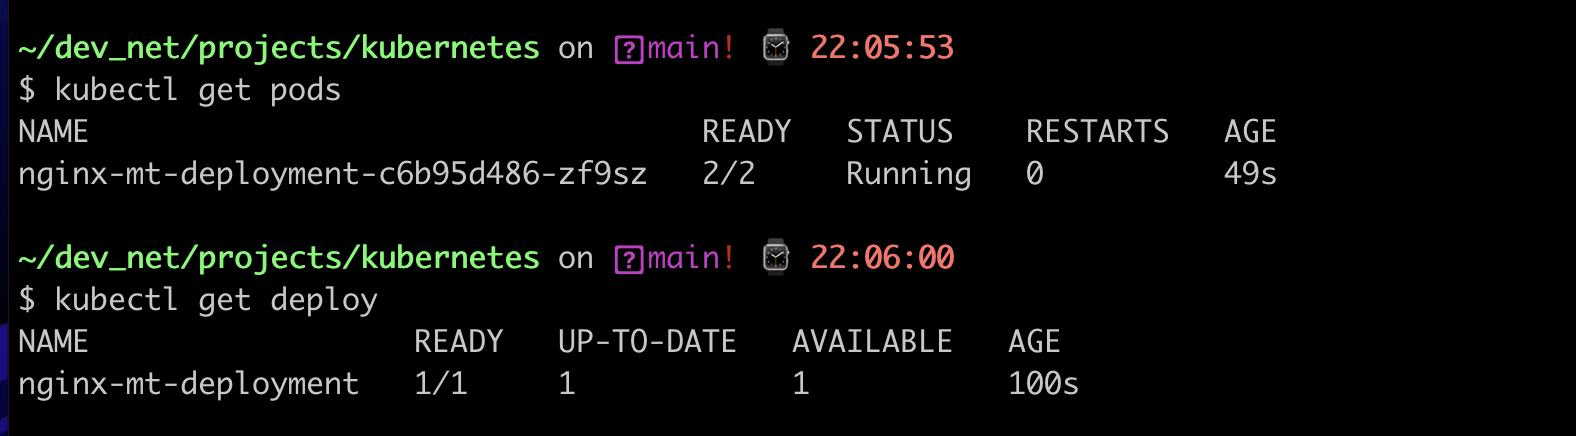 ~/dev_net/projects/kubernetes on ?main! ⌚ 22:05:53
$ kubectl get pods
NAME READY STATUS RESTARTS AGE
nginx-mt-deployment-c6b95d486-zf9sz 2/2 Running 0 49s
~/dev_net/projects/kubernetes on ?main! ⌚ 22:06:00
$ kubectl get deploy
NAME READY UP-TO-DATE AVAILABLE AGE
nginx-mt-deployment 1/1 1 1 100s